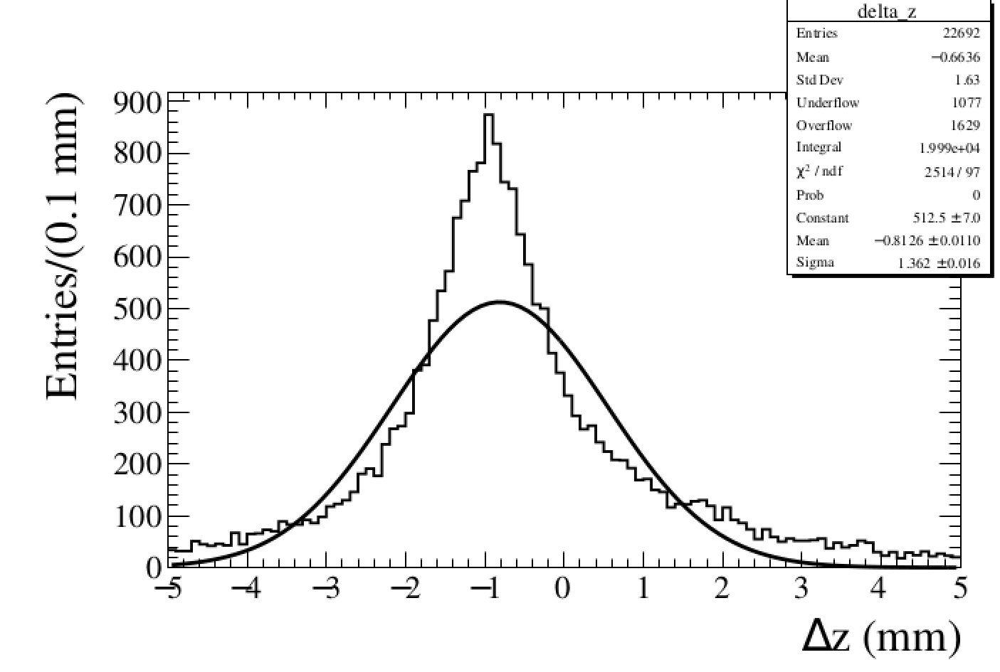 delta_z
Entries 22692
Mean −0.6636
Std Dev 1.63
Underflow 1077
Overflow 1629
Integral 1.999e+04
χ² / ndf 2514 / 97
Prob 0
Constant 512.5 ±7.0
Mean −0.8126 ±0.0110
Sigma 1.362 ±0.016
Entries/(0.1 mm)
900
800
700
600
500
400
300
200
100
0
−5 −4 −3 −2 −1 0 1 2 3 4 5
Δz (mm)